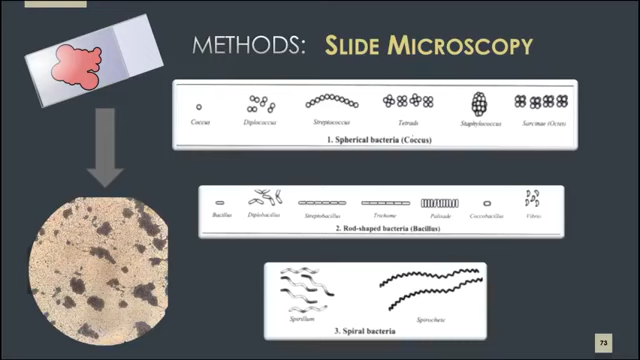 METHODS: SLIDE MICROSCOPY
Coccus Diplococcus Streptococcus Tetrads Staphylococcus Sarcinae (Octets
1. Spherical bacteria (Coccus)
Bacillus Diplobacillus Streptobacillus Trichome Palisade Coccobacillus Vibrio
2. Rod-shaped bacteria (Bacillus)
Spirillum Spirochete
3. Spiral bacteria
73